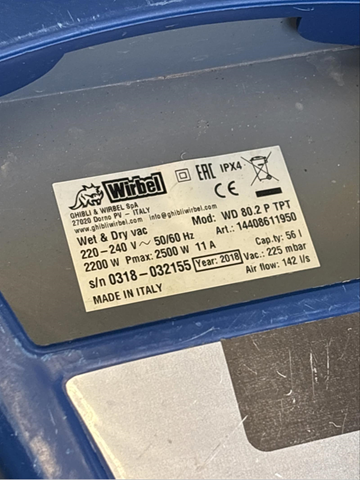 Wirbel
EAC IPX4
GHIBLI & WIRBEL SpA
27020 Dorno PV – ITALY
www.ghibliwirbel.com info@ghibliwirbel.com
CE
Wet & Dry vac Mod: WD 80.2 P TPT
220-240 V ~ 50/60 Hz Art.: 14408611950
2200 W Pmax: 2500 W 11 A Cap.ty: 56 l
s/n 0318-032155 Year: 2018 Vac.: 225 mbar
MADE IN ITALY Air flow: 142 l/s